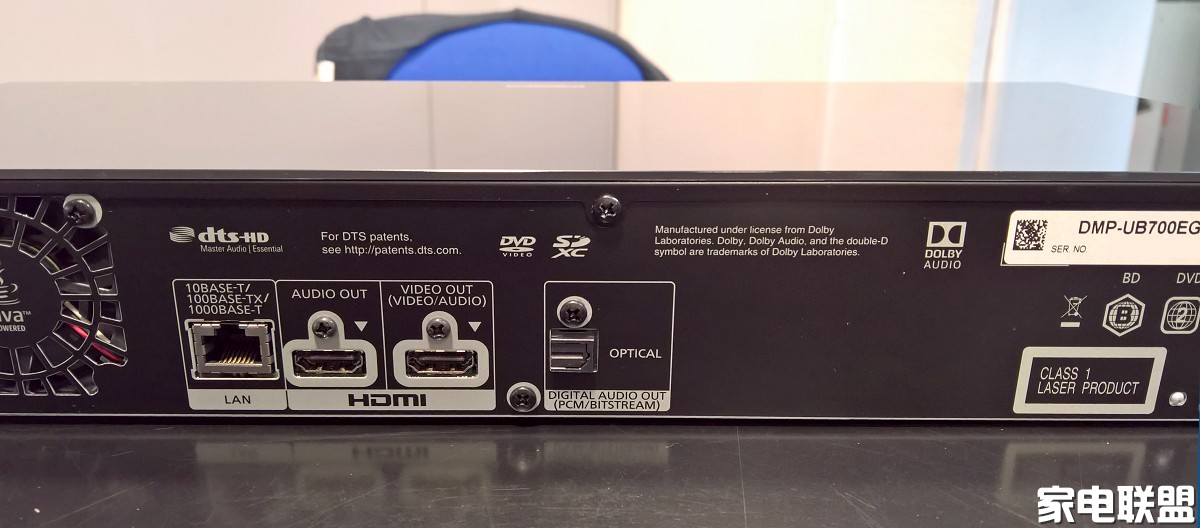 dts-HD
Master Audio | Essential
For DTS patents,
see http://patents.dts.com.
DVD
VIDEO
SD
XC
Manufactured under license from Dolby
Laboratories. Dolby, Dolby Audio, and the double-D
symbol are trademarks of Dolby Laboratories.
DOLBY
AUDIO
DMP-UB700EG
SER. NO.
BD
DVD
B
2
10BASE-T/
100BASE-TX/
1000BASE-T
LAN
AUDIO OUT
VIDEO OUT
(VIDEO/AUDIO)
HDMI
OPTICAL
DIGITAL AUDIO OUT
(PCM/BITSTREAM)
CLASS 1
LASER PRODUCT
家电联盟